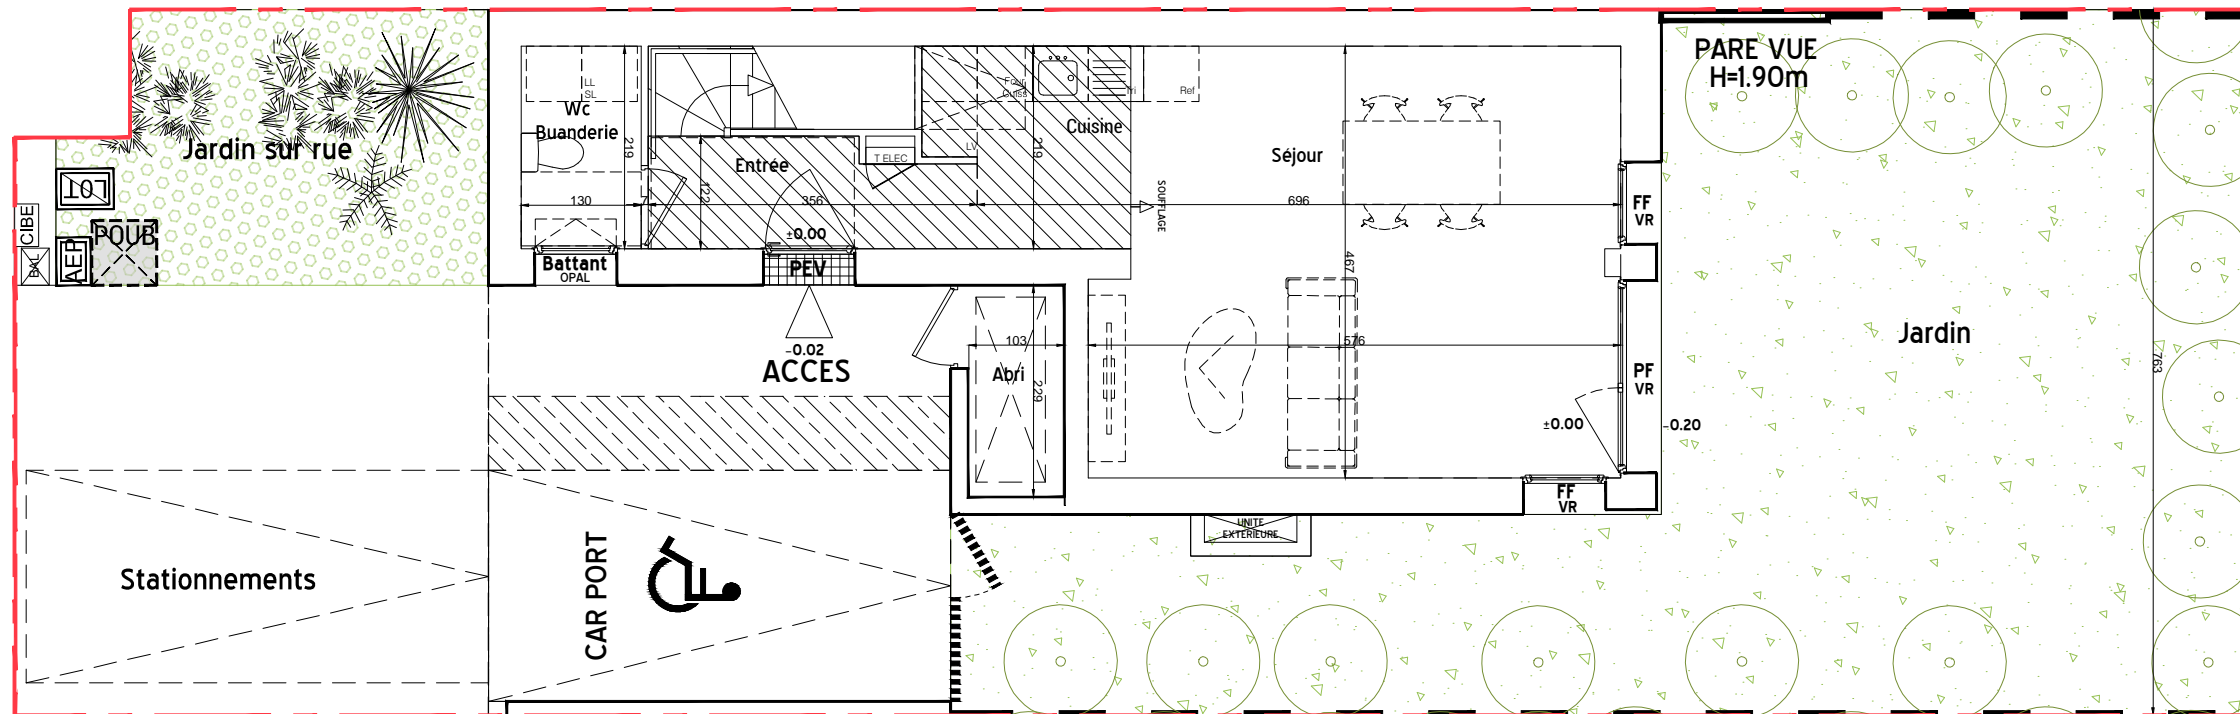 PARE VUE
H=1.90m
LL
SL
Wc
Buanderie
219
Four
Cuiss
Tri
Ref
Cuisine
219
LV
T ELEC
Entrée
122
Séjour
Jardin sur rue
LOT
CIBE
BAL
AEP
POUB
130
356
696
SOUFFLAGE
±0.00
FF
VR
Battant
OPAL
PEV
467
-0.02
ACCES
103
Abri
229
576
PF
VR
±0.00
-0.20
Jardin
763
FF
VR
UNITE
EXTERIEURE
Stationnements
CAR PORT